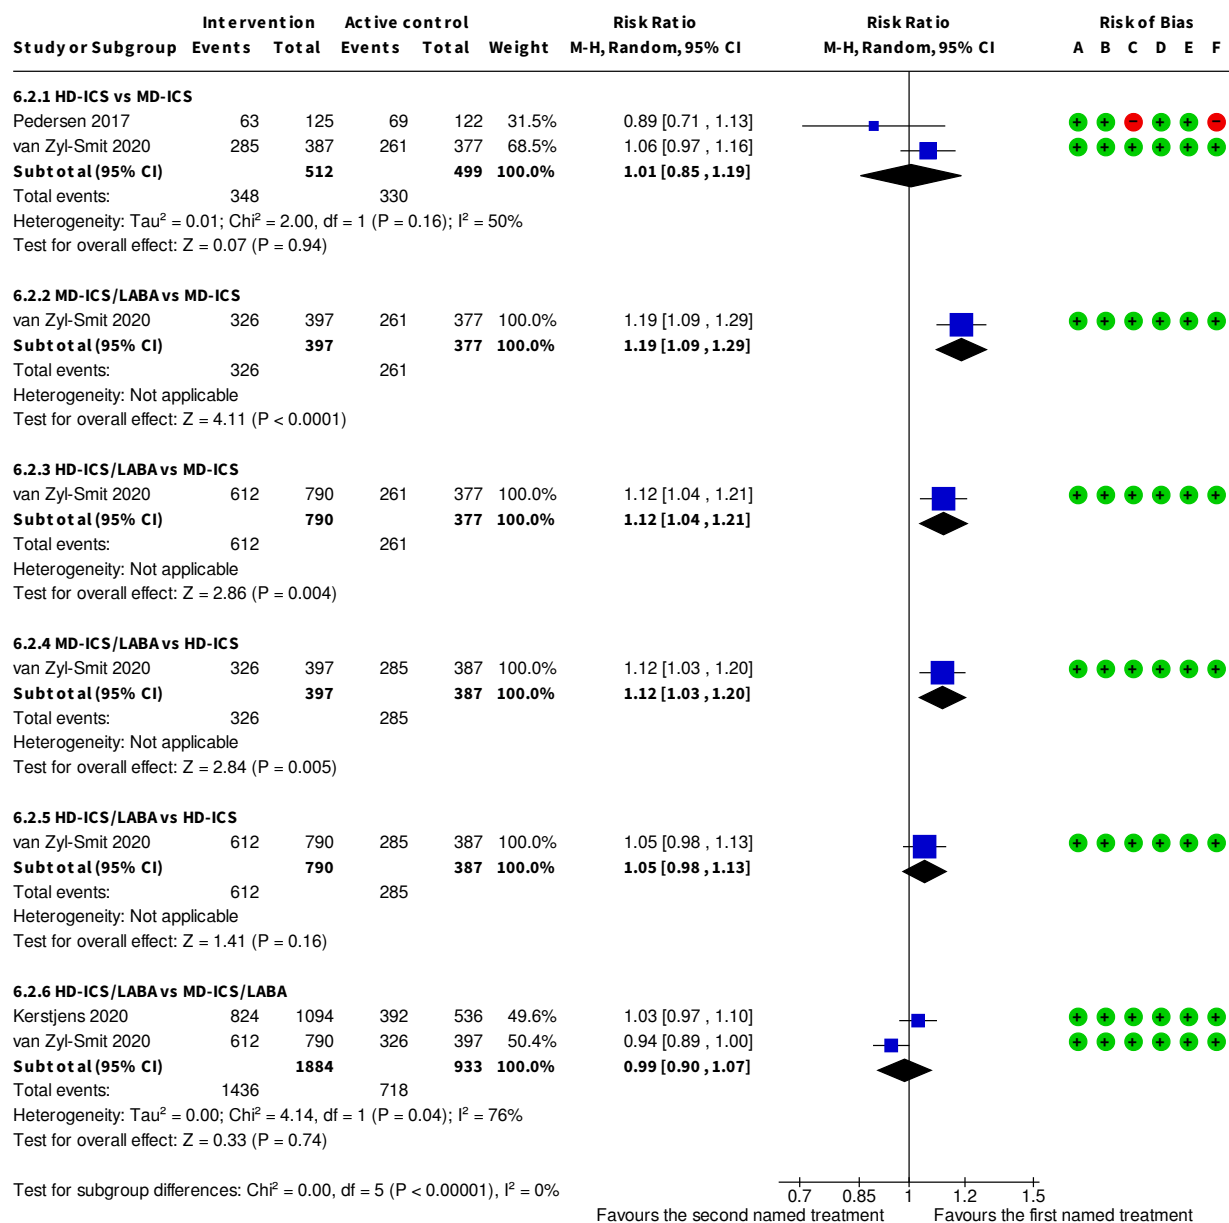 Intervention Active control Risk Ratio Risk Ratio Risk of Bias
Study or Subgroup Events Total Events Total Weight M-H, Random, 95% CI M-H, Random, 95% CI A B C D E F
6.2.1 HD-ICS vs MD-ICS
Pedersen 2017 63 125 69 122 31.5% 0.89 [0.71 , 1.13] + + − + + −
van Zyl-Smit 2020 285 387 261 377 68.5% 1.06 [0.97 , 1.16] + + + + + +
Subtotal (95% CI) 512 499 100.0% 1.01 [0.85 , 1.19]
Total events: 348 330
Heterogeneity: Tau² = 0.01; Chi² = 2.00, df = 1 (P = 0.16); I² = 50%
Test for overall effect: Z = 0.07 (P = 0.94)
6.2.2 MD-ICS/LABA vs MD-ICS
van Zyl-Smit 2020 326 397 261 377 100.0% 1.19 [1.09 , 1.29] + + + + + +
Subtotal (95% CI) 397 377 100.0% 1.19 [1.09 , 1.29]
Total events: 326 261
Heterogeneity: Not applicable
Test for overall effect: Z = 4.11 (P < 0.0001)
6.2.3 HD-ICS/LABA vs MD-ICS
van Zyl-Smit 2020 612 790 261 377 100.0% 1.12 [1.04 , 1.21] + + + + + +
Subtotal (95% CI) 790 377 100.0% 1.12 [1.04 , 1.21]
Total events: 612 261
Heterogeneity: Not applicable
Test for overall effect: Z = 2.86 (P = 0.004)
6.2.4 MD-ICS/LABA vs HD-ICS
van Zyl-Smit 2020 326 397 285 387 100.0% 1.12 [1.03 , 1.20] + + + + + +
Subtotal (95% CI) 397 387 100.0% 1.12 [1.03 , 1.20]
Total events: 326 285
Heterogeneity: Not applicable
Test for overall effect: Z = 2.84 (P = 0.005)
6.2.5 HD-ICS/LABA vs HD-ICS
van Zyl-Smit 2020 612 790 285 387 100.0% 1.05 [0.98 , 1.13] + + + + + +
Subtotal (95% CI) 790 387 100.0% 1.05 [0.98 , 1.13]
Total events: 612 285
Heterogeneity: Not applicable
Test for overall effect: Z = 1.41 (P = 0.16)
6.2.6 HD-ICS/LABA vs MD-ICS/LABA
Kerstjens 2020 824 1094 392 536 49.6% 1.03 [0.97 , 1.10] + + + + + +
van Zyl-Smit 2020 612 790 326 397 50.4% 0.94 [0.89 , 1.00] + + + + + +
Subtotal (95% CI) 1884 933 100.0% 0.99 [0.90 , 1.07]
Total events: 1436 718
Heterogeneity: Tau² = 0.00; Chi² = 4.14, df = 1 (P = 0.04); I² = 76%
Test for overall effect: Z = 0.33 (P = 0.74)
Test for subgroup differences: Chi² = 0.00, df = 5 (P < 0.00001), I² = 0%
0.7 0.85 1 1.2 1.5
Favours the second named treatment Favours the first named treatment